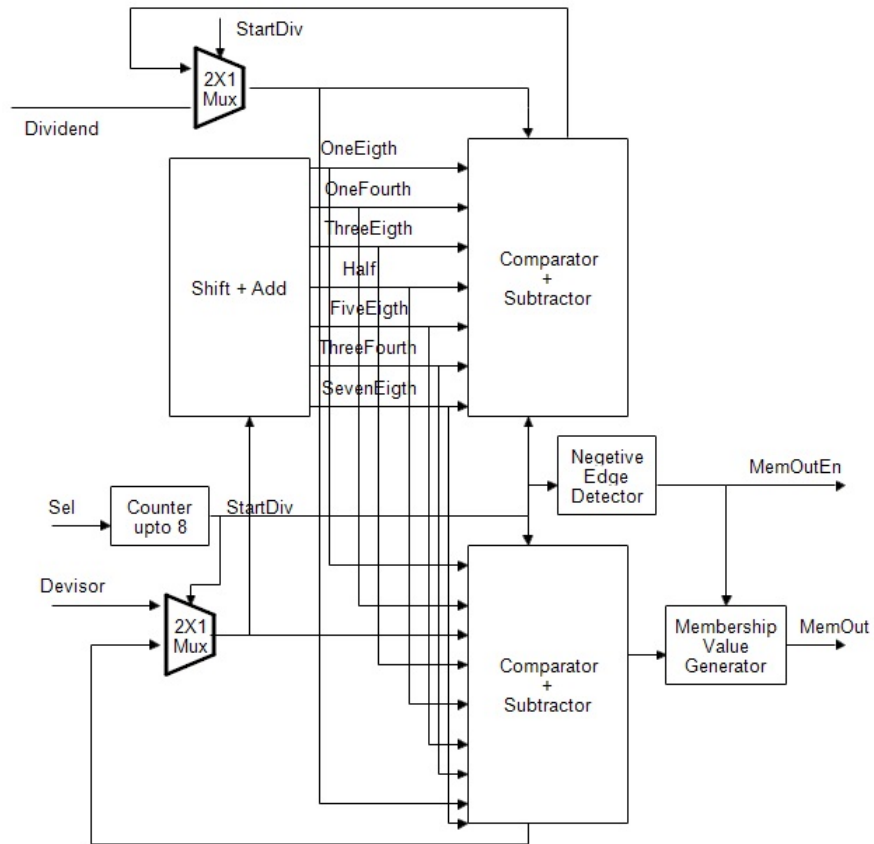 StartDiv
2X1
Mux
Dividend
OneEigth
OneFourth
ThreeEigth
Half
FiveEigth
ThreeFourth
SevenEigth
Shift + Add
Comparator
+
Subtractor
Negetive
Edge
Detector
MemOutEn
Sel
Counter
upto 8
StartDiv
Devisor
2X1
Mux
Comparator
+
Subtractor
Membership
Value
Generator
MemOut